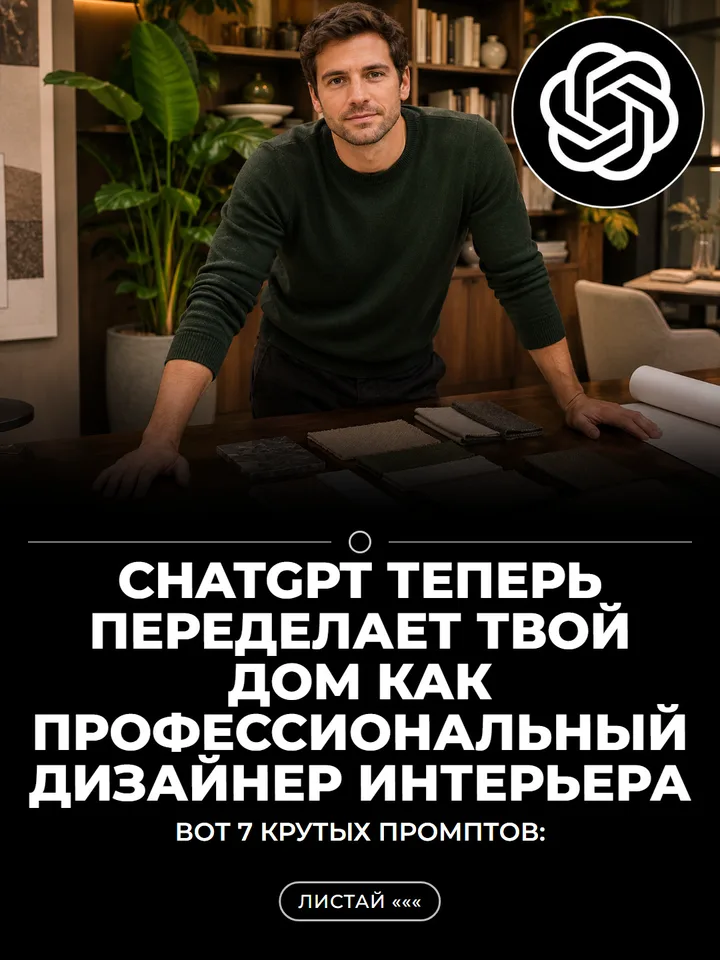 CHATGPT ТЕПЕРЬ
ПЕРЕДЕЛАЕТ ТВОЙ
ДОМ КАК
ПРОФЕССИОНАЛЬНЫЙ
ДИЗАЙНЕР ИНТЕРЬЕРА
ВОТ 7 КРУТЫХ ПРОМПТОВ:
ЛИСТАЙ «««